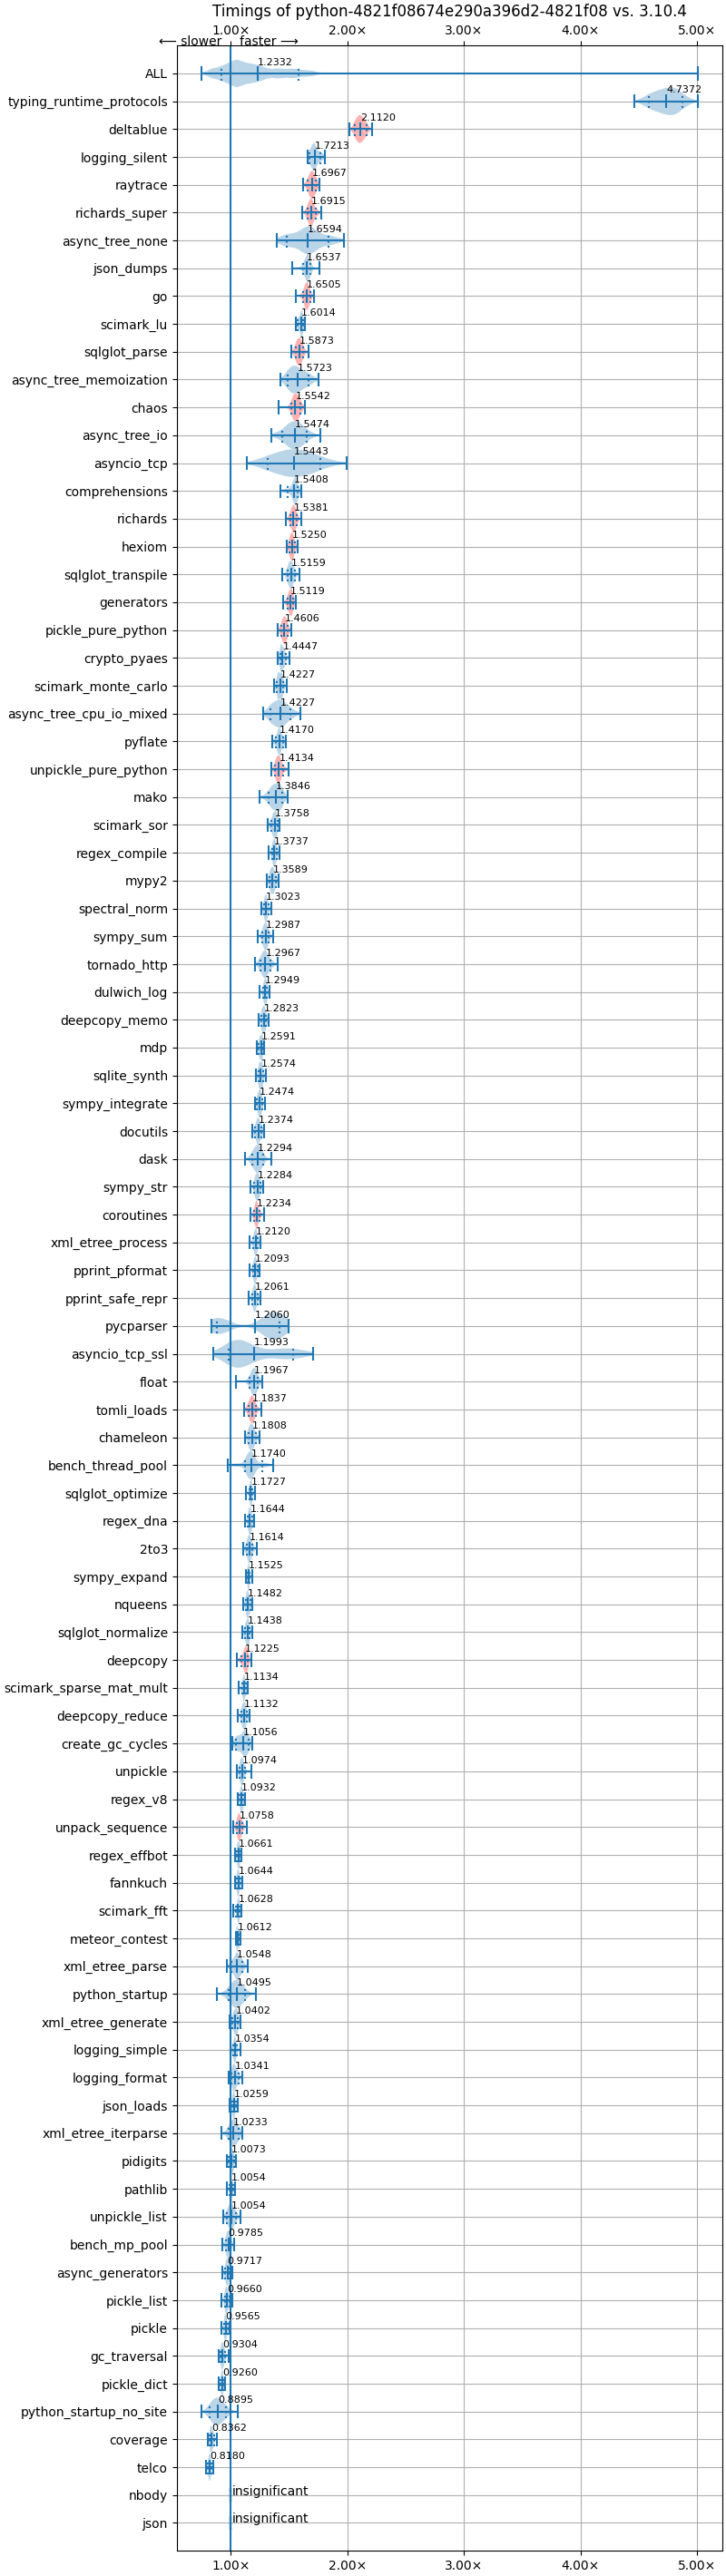 Timings of python-4821f08674e290a396d2-4821f08 vs. 3.10.4
1.00× 2.00× 3.00× 4.00× 5.00×
⟵ slower faster ⟶
ALL 1.2332
typing_runtime_protocols 4.7372
deltablue 2.1120
logging_silent 1.7213
raytrace 1.6967
richards_super 1.6915
async_tree_none 1.6594
json_dumps 1.6537
go 1.6505
scimark_lu 1.6014
sqlglot_parse 1.5873
async_tree_memoization 1.5723
chaos 1.5542
async_tree_io 1.5474
asyncio_tcp 1.5443
comprehensions 1.5408
richards 1.5381
hexiom 1.5250
sqlglot_transpile 1.5159
generators 1.5119
pickle_pure_python 1.4606
crypto_pyaes 1.4447
scimark_monte_carlo 1.4227
async_tree_cpu_io_mixed 1.4227
pyflate 1.4170
unpickle_pure_python 1.4134
mako 1.3846
scimark_sor 1.3758
regex_compile 1.3737
mypy2 1.3589
spectral_norm 1.3023
sympy_sum 1.2987
tornado_http 1.2967
dulwich_log 1.2949
deepcopy_memo 1.2823
mdp 1.2591
sqlite_synth 1.2574
sympy_integrate 1.2474
docutils 1.2374
dask 1.2294
sympy_str 1.2284
coroutines 1.2234
xml_etree_process 1.2120
pprint_pformat 1.2093
pprint_safe_repr 1.2061
pycparser 1.2060
asyncio_tcp_ssl 1.1993
float 1.1967
tomli_loads 1.1837
chameleon 1.1808
bench_thread_pool 1.1740
sqlglot_optimize 1.1727
regex_dna 1.1644
2to3 1.1614
sympy_expand 1.1525
nqueens 1.1482
sqlglot_normalize 1.1438
deepcopy 1.1225
scimark_sparse_mat_mult 1.1134
deepcopy_reduce 1.1132
create_gc_cycles 1.1056
unpickle 1.0974
regex_v8 1.0932
unpack_sequence 1.0758
regex_effbot 1.0661
fannkuch 1.0644
scimark_fft 1.0628
meteor_contest 1.0612
xml_etree_parse 1.0548
python_startup 1.0495
xml_etree_generate 1.0402
logging_simple 1.0354
logging_format 1.0341
json_loads 1.0259
xml_etree_iterparse 1.0233
pidigits 1.0073
pathlib 1.0054
unpickle_list 1.0054
bench_mp_pool 0.9785
async_generators 0.9717
pickle_list 0.9660
pickle 0.9565
gc_traversal 0.9304
pickle_dict 0.9260
python_startup_no_site 0.8895
coverage 0.8362
telco 0.8180
nbody insignificant
json insignificant
1.00× 2.00× 3.00× 4.00× 5.00×